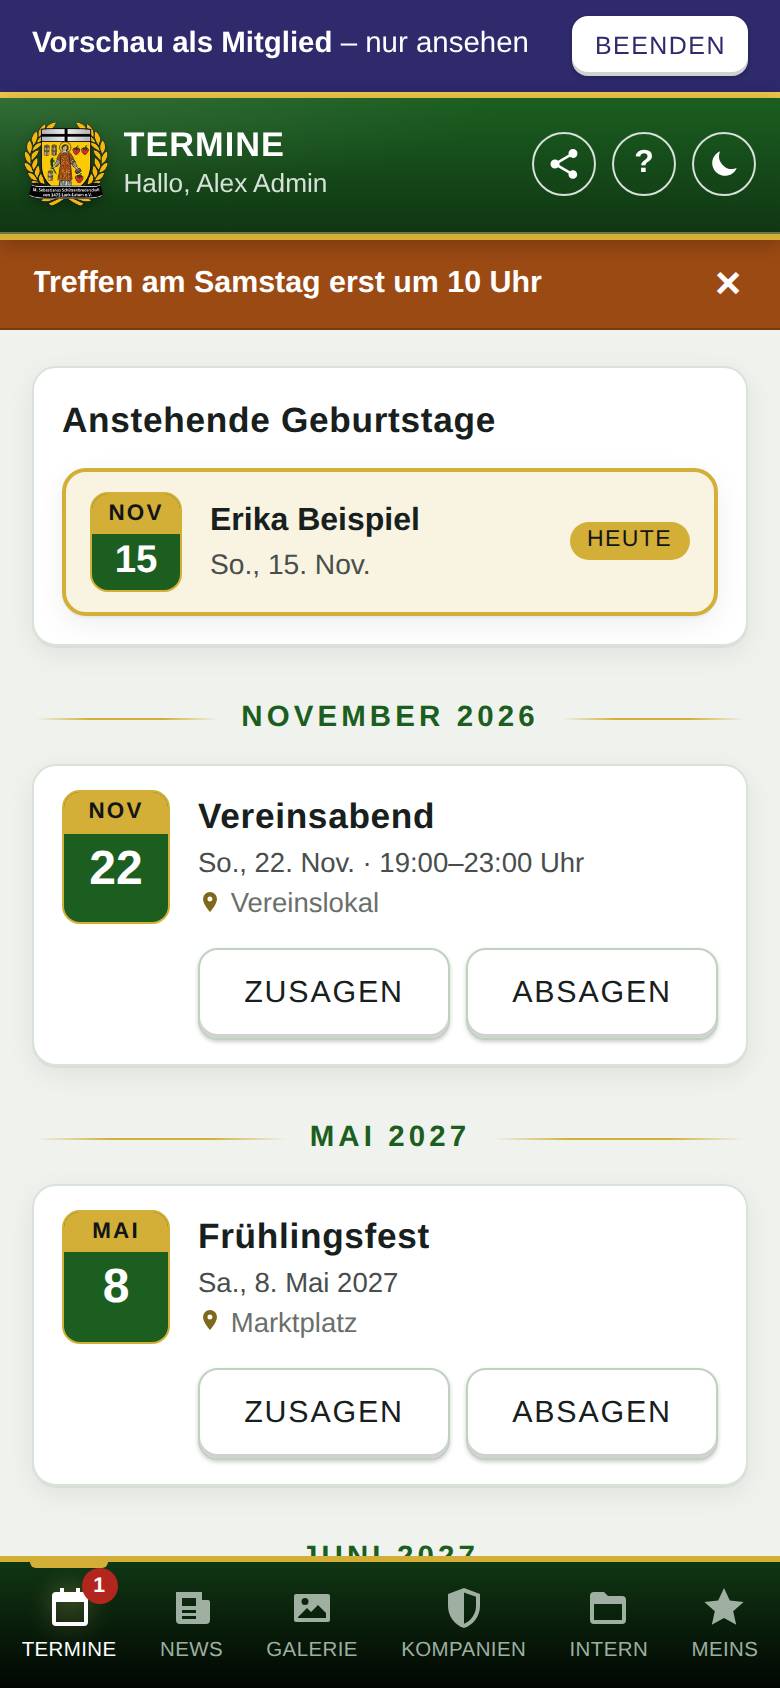 Vorschau als Mitglied – nur ansehen
BEENDEN
TERMINE
Hallo, Alex Admin
?
Treffen am Samstag erst um 10 Uhr
×
Anstehende Geburtstage
NOV
15
Erika Beispiel
So., 15. Nov.
HEUTE
NOVEMBER 2026
NOV
22
Vereinsabend
So., 22. Nov. · 19:00–23:00 Uhr
Vereinslokal
ZUSAGEN
ABSAGEN
MAI 2027
MAI
8
Frühlingsfest
Sa., 8. Mai 2027
Marktplatz
ZUSAGEN
ABSAGEN
JUNI 2027
1
TERMINE
NEWS
GALERIE
KOMPANIEN
INTERN
MEINS